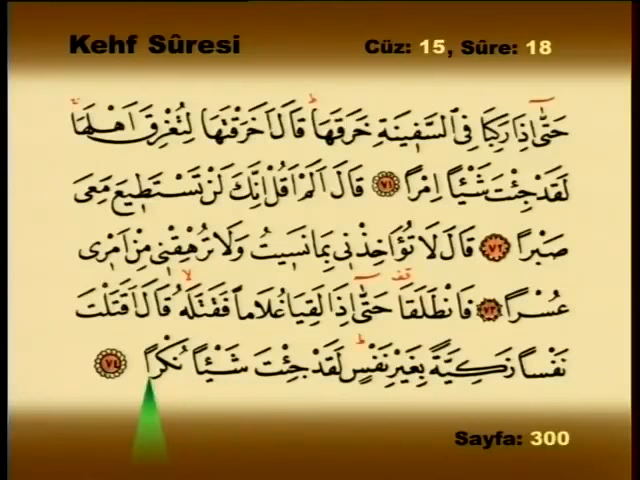 Kehf Sûresi
Cüz: 15, Sûre: 18
حَتّٰٓى اِذَا رَكِبَا فِى السَّفٖينَةِ خَرَقَهَاؕ قَالَ اَخَرَقْتَهَا لِتُغْرِقَ اَهْلَهَاۚ
لَقَدْ جِئْتَ شَيْـًٔا اِمْرًا ﴿٧١﴾ قَالَ اَلَمْ اَقُلْ اِنَّكَ لَنْ تَسْتَطٖيعَ مَعِىَ
صَبْرًا ﴿٧٢﴾ قَالَ لَا تُؤَاخِذْنٖى بِمَا نَسٖيتُ وَلَا تُرْهِقْنٖى مِنْ اَمْرٖى
عُسْرًا ﴿٧٣﴾ فَانْطَلَقَاࣞ حَتّٰٓى اِذَا لَقِيَا غُلَامًا فَقَتَلَهُۙ قَالَ اَقَتَلْتَ
نَفْسًا زَكِيَّةً بِغَيْرِ نَفْسٍؕ لَقَدْ جِئْتَ شَيْـًٔا نُكْرًا ﴿٧٤﴾
Sayfa: 300